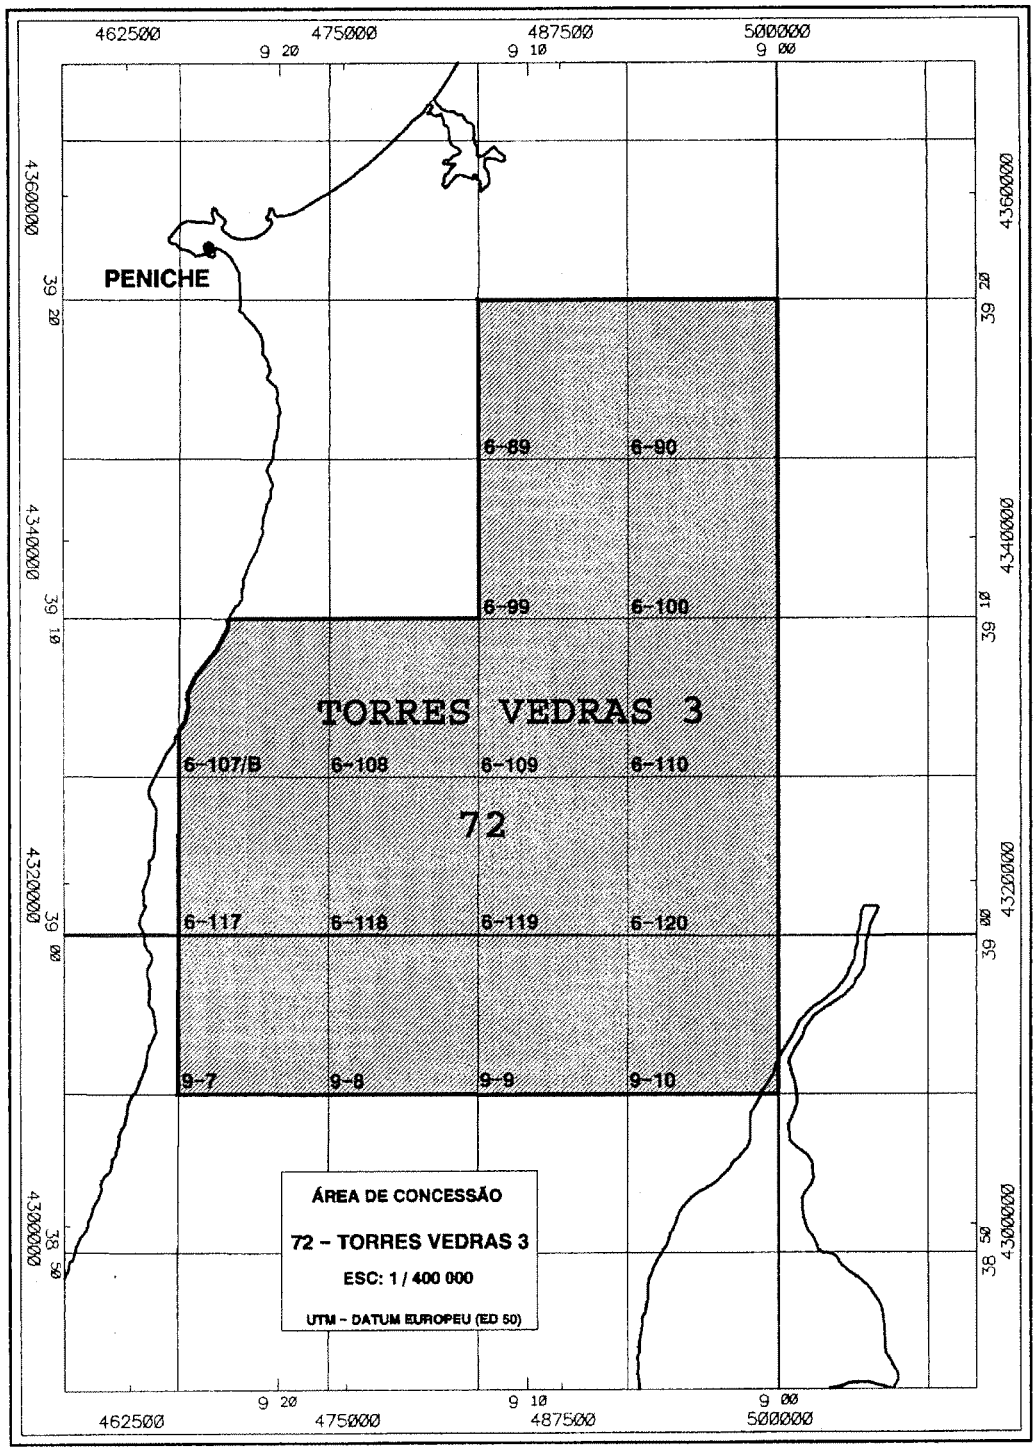 462500 475000 487500 500000
9 20 9 10 9 00
4360000 4360000
PENICHE
39 20 39 20
6-89 6-90
4340000 4340000
6-99 6-100
39 10 39 10
TORRES VEDRAS 3
6-107/B 6-108 6-109 6-110
72
4320000 4320000
6-117 6-118 6-119 6-120
39 00 39 00
9-7 9-8 9-9 9-10
ÁREA DE CONCESSÃO
72 - TORRES VEDRAS 3
ESC: 1 / 400 000
UTM - DATUM EUROPEU (ED 50)
4300000 4300000
38 50 38 50
9 20 9 10 9 00
462500 475000 487500 500000